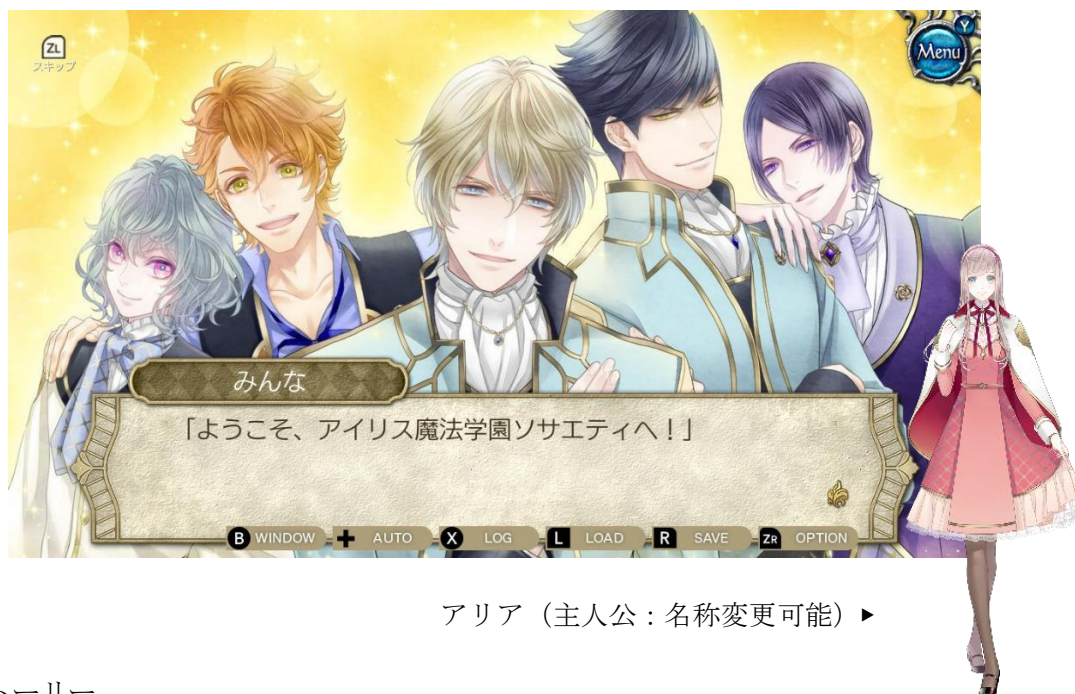 ZL
スキップ
Y
Menu
みんな
「ようこそ、アイリス魔法学園ソサエティへ！」
B WINDOW + AUTO X LOG L LOAD R SAVE ZR OPTION
アリア（主人公：名称変更可能）▶